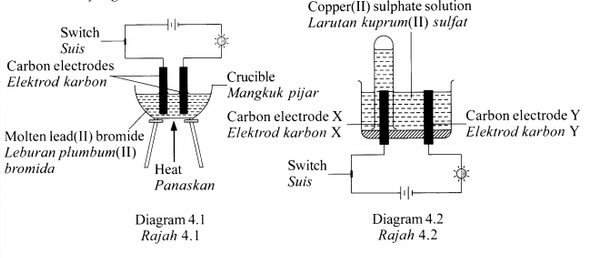 Switch
Suis
Carbon electrodes
Elektrod karbon
Crucible
Mangkuk pijar
Molten lead(II) bromide
Leburan plumbum(II)
bromida
Heat
Panaskan
Diagram 4.1
Rajah 4.1
Copper(II) sulphate solution
Larutan kuprum(II) sulfat
Carbon electrode X
Elektrod karbon X
Carbon electrode Y
Elektrod karbon Y
Switch
Suis
Diagram 4.2
Rajah 4.2